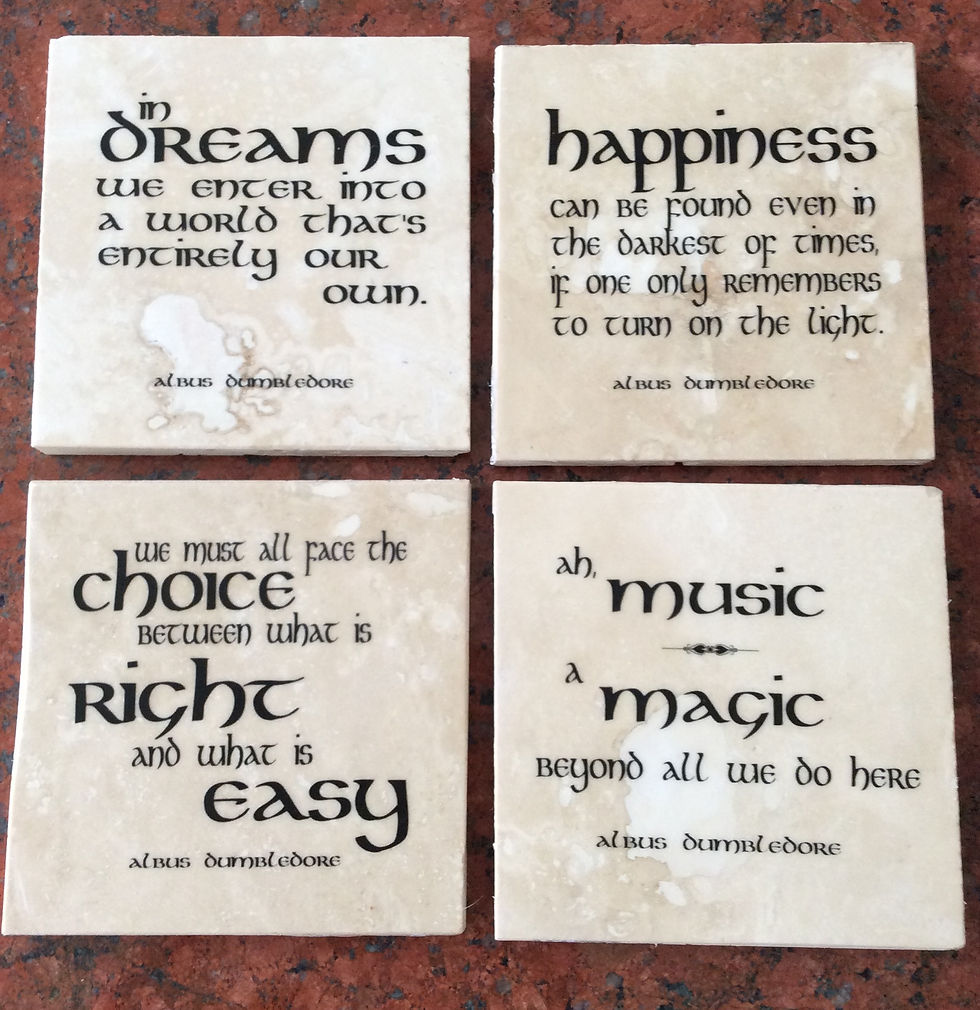 in
dreams
we enter into
a world that's
entirely our
own.
albus dumbledore
happiness
can be found even in
the darkest of times,
if one only remembers
to turn on the light.
albus dumbledore
we must all face the
choice
between what is
right
and what is
easy
albus dumbledore
ah,
music
a
magic
beyond all we do here
albus dumbledore